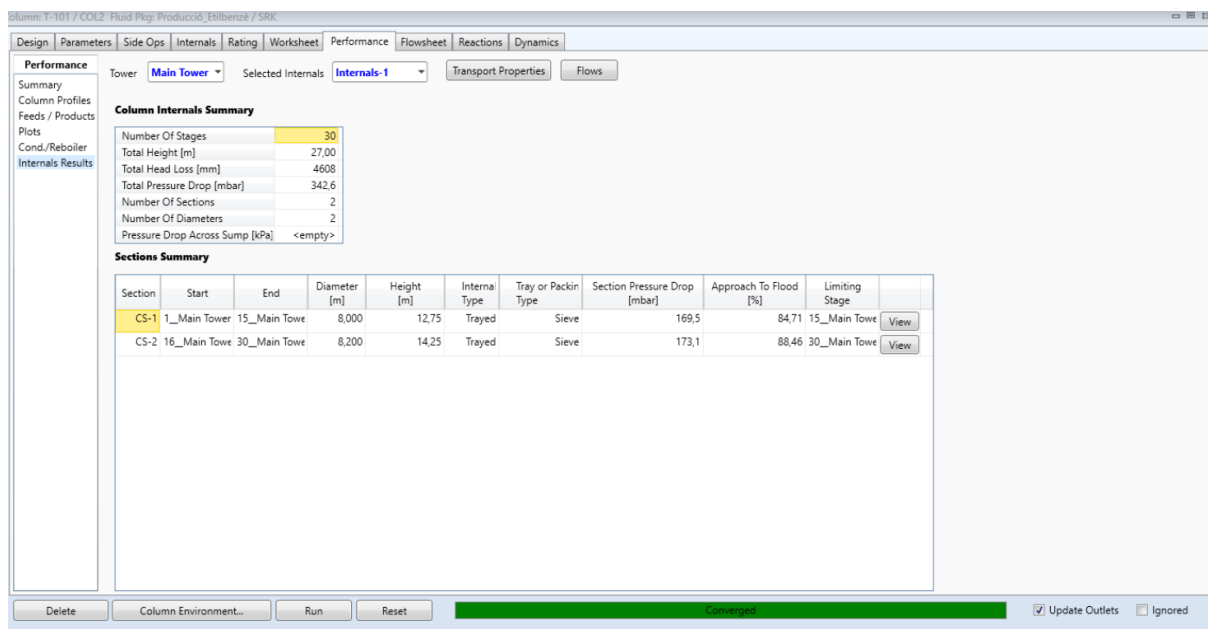 olumn: T-101 / COL2 Fluid Pkg: Producció_Etilbenzè / SRK
Design Parameters Side Ops Internals Rating Worksheet Performance Flowsheet Reactions Dynamics
Performance
Summary
Column Profiles
Feeds / Products
Plots
Cond./Reboiler
Internals Results
Tower Main Tower Selected Internals Internals-1 Transport Properties Flows
Column Internals Summary
Number Of Stages 30
Total Height [m] 27,00
Total Head Loss [mm] 4608
Total Pressure Drop [mbar] 342,6
Number Of Sections 2
Number Of Diameters 2
Pressure Drop Across Sump [kPa] <empty>
Sections Summary
Section Start End Diameter [m] Height [m] Internal Type Tray or Packin Type Section Pressure Drop [mbar] Approach To Flood [%] Limiting Stage
CS-1 1__Main Tower 15__Main Towe 8,000 12,75 Trayed Sieve 169,5 84,71 15__Main Towe View
CS-2 16__Main Towe 30__Main Towe 8,200 14,25 Trayed Sieve 173,1 88,46 30__Main Towe View
Delete Column Environment... Run Reset Converged Update Outlets Ignored